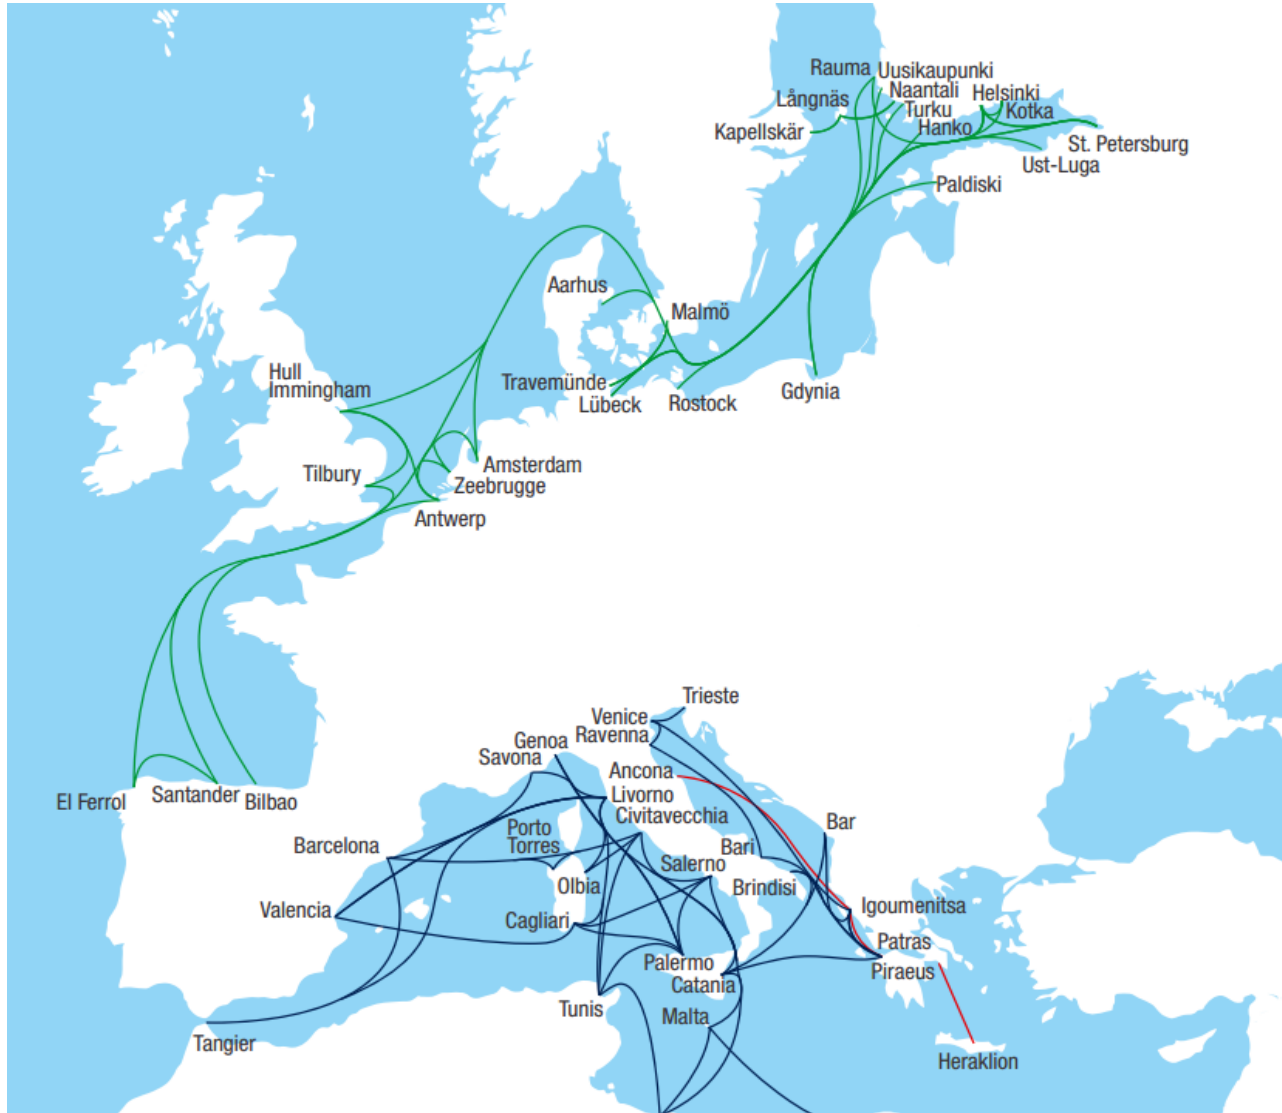 Rauma
Uusikaupunki
Naantali
Långnäs
Turku
Helsinki
Kotka
Kapellskär
Hanko
St. Petersburg
Ust-Luga
Paldiski
Aarhus
Malmö
Hull
Immingham
Travemünde
Lübeck
Rostock
Gdynia
Tilbury
Amsterdam
Zeebrugge
Antwerp
El Ferrol
Santander
Bilbao
Trieste
Venice
Ravenna
Genoa
Savona
Ancona
Livorno
Civitavecchia
Bar
Barcelona
Porto
Torres
Bari
Salerno
Olbia
Brindisi
Valencia
Cagliari
Igoumenitsa
Patras
Palermo
Piraeus
Catania
Tunis
Malta
Tangier
Heraklion